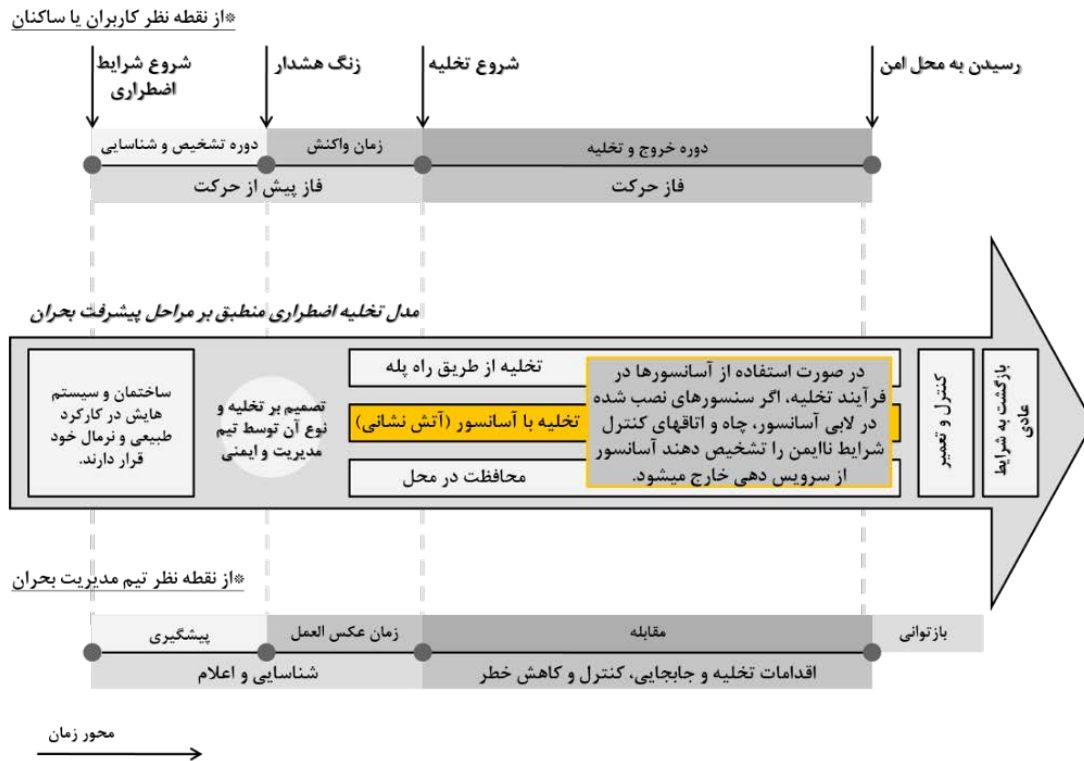 *از نقطه نظر کاربران یا ساکنان
شروع شرایط
اضطراری
زنگ هشدار
شروع تخلیه
رسیدن به محل امن
دوره تشخیص و شناسایی
زمان واکنش
دوره خروج و تخلیه
فاز پیش از حرکت
فاز حرکت
مدل تخلیه اضطراری منطبق بر مراحل پیشرفت بحران
ساختمان و سیستم
هایش در کارکرد
طبیعی و نرمال خود
قرار دارند.
تصمیم بر تخلیه و
نوع آن توسط تیم
مدیریت و ایمنی
تخلیه از طریق راه پله
تخلیه با آسانسور (آتش نشانی)
محافظت در محل
در صورت استفاده از آسانسورها در
فرآیند تخلیه، اگر سنسورهای نصب شده
در لابی آسانسور، چاه و اتاقهای کنترل
شرایط ناایمن را تشخیص دهند آسانسور
از سرویس دهی خارج میشود.
کنترل و تعمیر
بازگشت به شرایط
عادی
*از نقطه نظر تیم مدیریت بحران
پیشگیری
زمان عکس العمل
مقابله
بازتوانی
شناسایی و اعلام
اقدامات تخلیه و جابجایی، کنترل و کاهش خطر
محور زمان